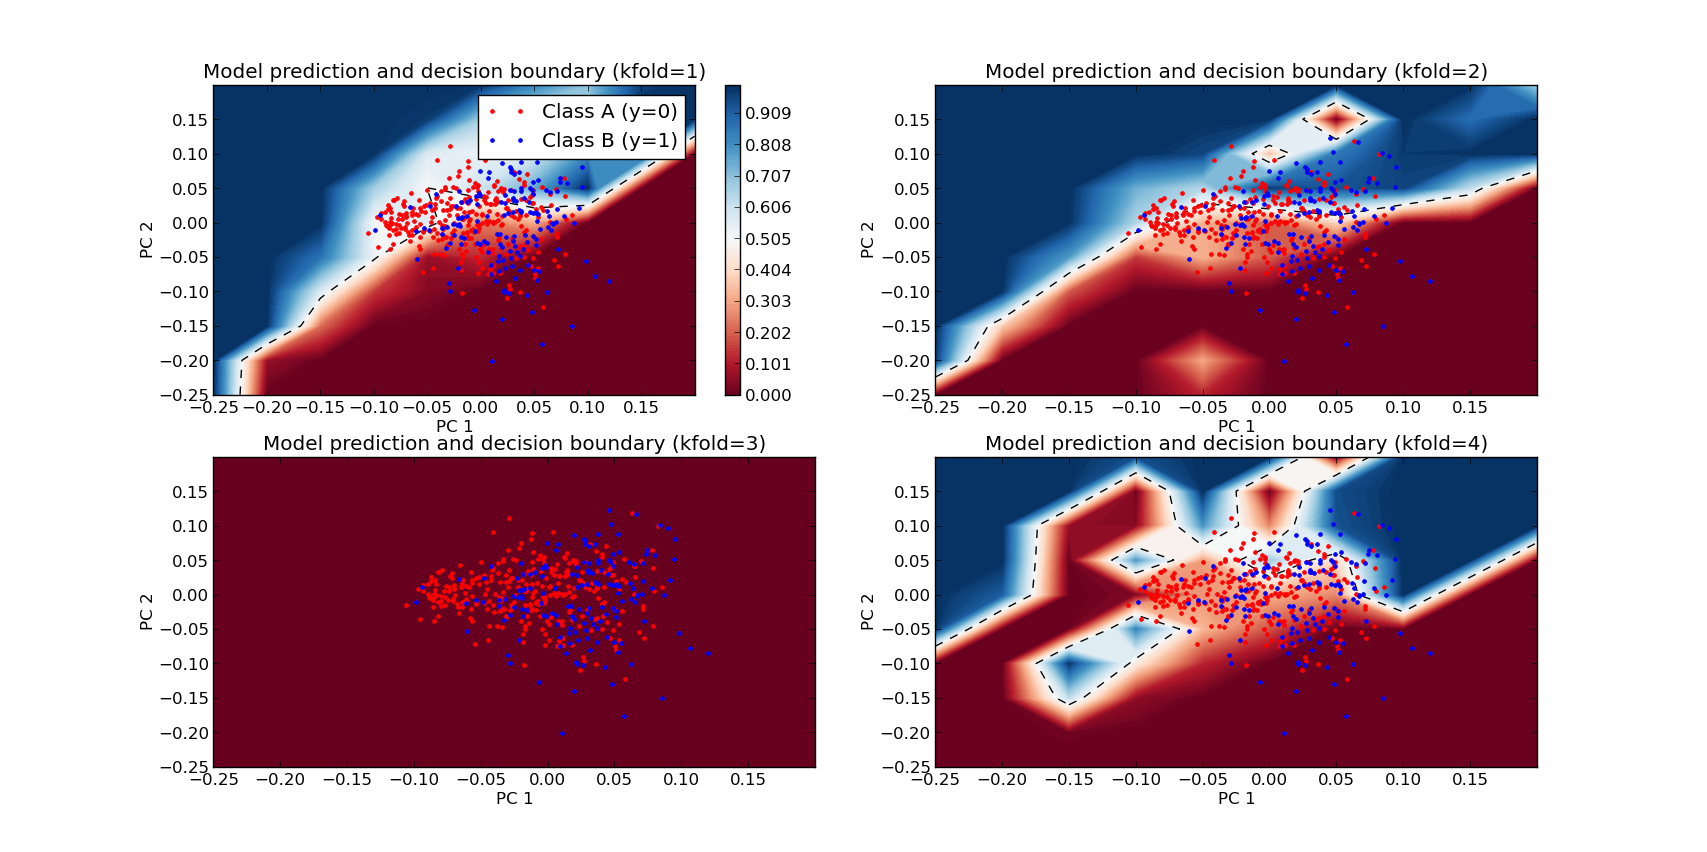 Model prediction and decision boundary (kfold=1)
Class A (y=0)
Class B (y=1)
0.15
0.10
0.05
0.00
−0.05
−0.10
−0.15
−0.20
−0.25
PC 2
−0.25 −0.20 −0.15 −0.10 −0.05 0.00 0.05 0.10 0.15
PC 1
0.909
0.808
0.707
0.606
0.505
0.404
0.303
0.202
0.101
0.000
Model prediction and decision boundary (kfold=2)
0.15
0.10
0.05
0.00
−0.05
−0.10
−0.15
−0.20
−0.25
PC 2
−0.25 −0.20 −0.15 −0.10 −0.05 0.00 0.05 0.10 0.15
PC 1
Model prediction and decision boundary (kfold=3)
0.15
0.10
0.05
0.00
−0.05
−0.10
−0.15
−0.20
−0.25
PC 2
−0.25 −0.20 −0.15 −0.10 −0.05 0.00 0.05 0.10 0.15
PC 1
Model prediction and decision boundary (kfold=4)
0.15
0.10
0.05
0.00
−0.05
−0.10
−0.15
−0.20
−0.25
PC 2
−0.25 −0.20 −0.15 −0.10 −0.05 0.00 0.05 0.10 0.15
PC 1